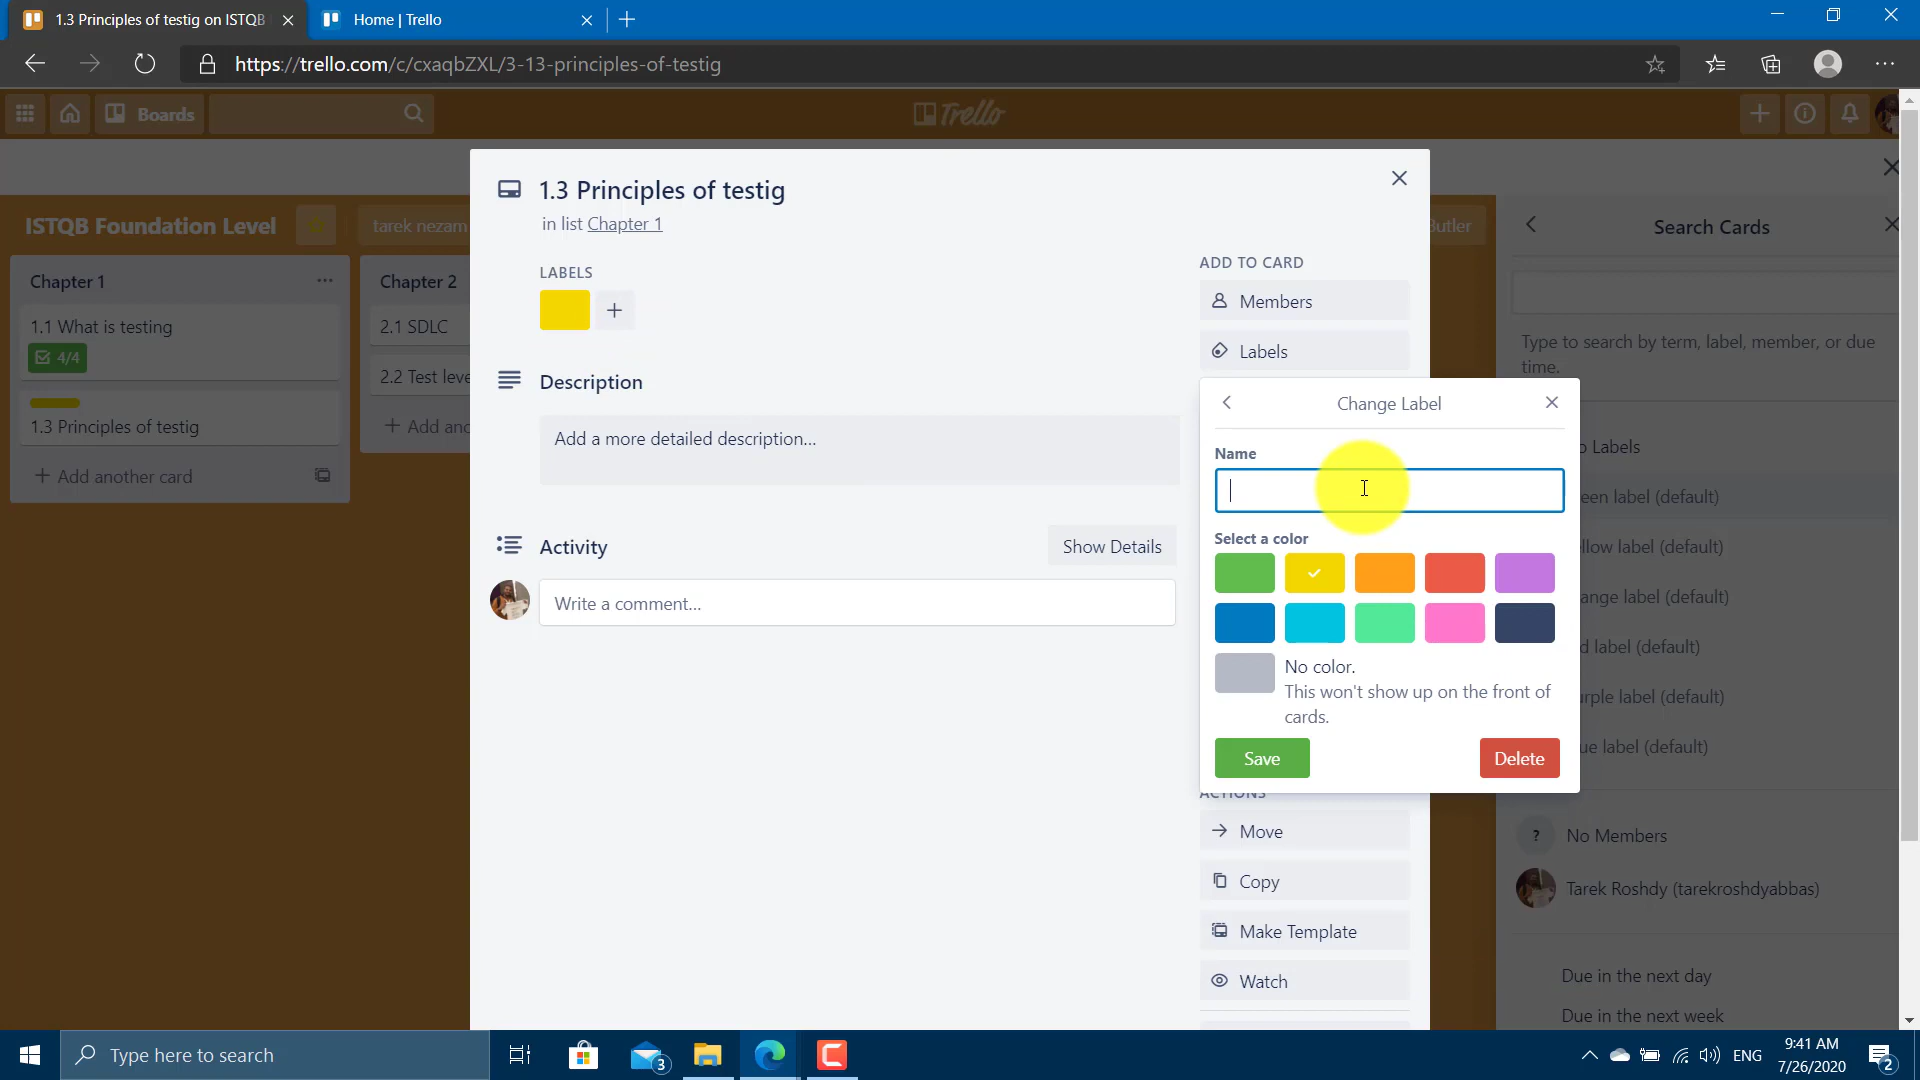 1.3 Principles of testig on ISTQB
Home | Trello
https://trello.com/c/cxaqbZXL/3-13-principles-of-testig
Boards
Trello
ISTQB Foundation Level
tarek nezam
Butler
Chapter 1
1.1 What is testing
4/4
1.3 Principles of testig
Add another card
Chapter 2
2.1 SDLC
2.2 Test leve
1.3 Principles of testig
in list Chapter 1
LABELS
Description
Add a more detailed description...
Activity
Show Details
Write a comment...
ADD TO CARD
Members
Labels
Change Label
Name
Select a color
No color.
This won't show up on the front of
cards.
Save
Delete
ACTIONS
Move
Copy
Make Template
Watch
Search Cards
Type to search by term, label, member, or due
time.
Labels
label (default)
label (default)
label (default)
label (default)
label (default)
label (default)
?
No Members
Tarek Roshdy (tarekroshdyabbas)
Due in the next day
Due in the next week
Type here to search
3
ENG
9:41 AM
7/26/2020
2